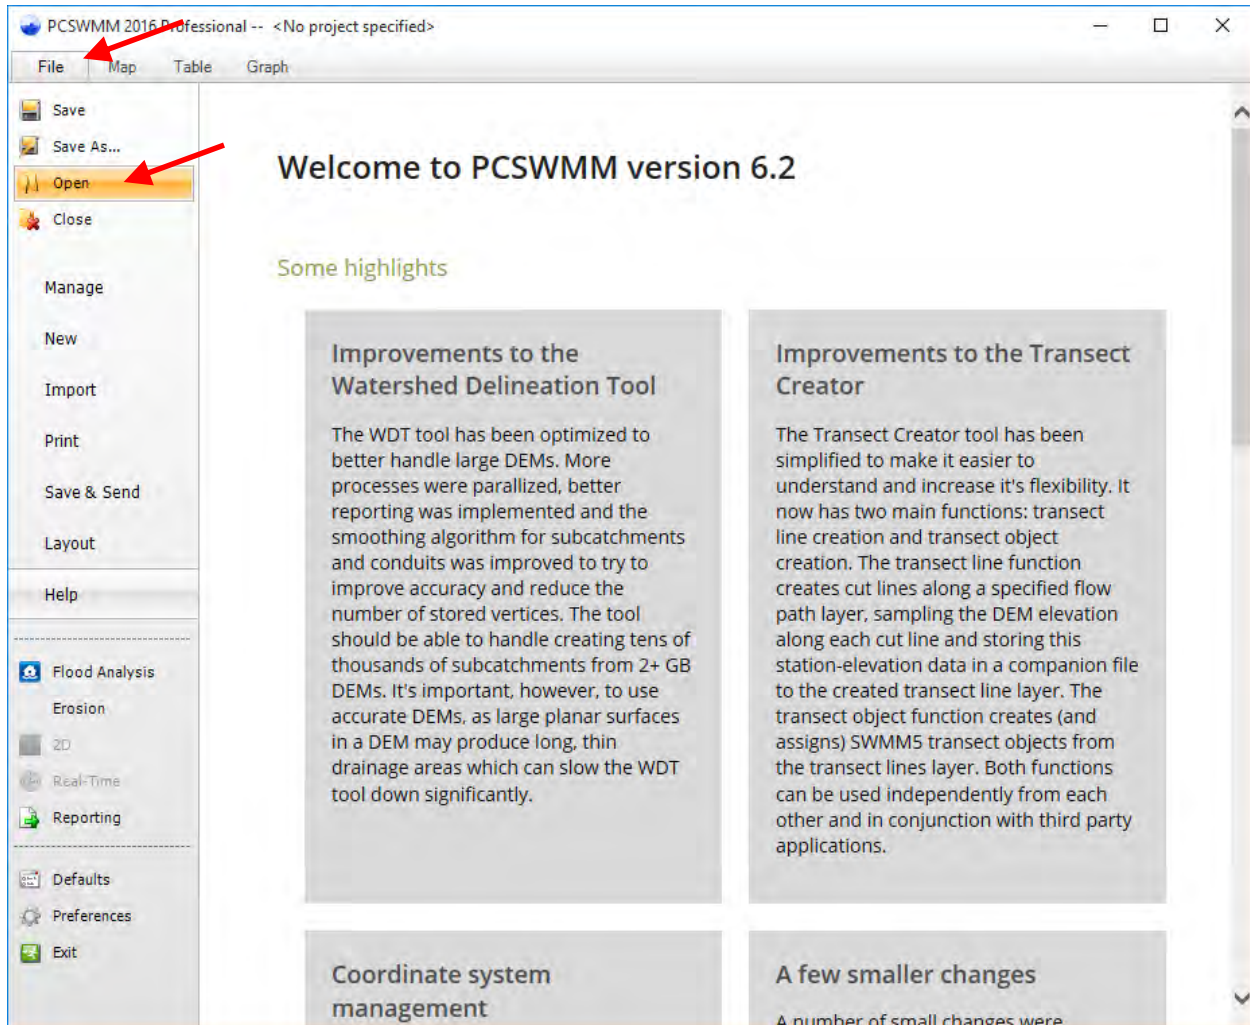 PCSWMM 2016 Professional -- <No project specified>
File Map Table Graph
Save
Save As...
Open
Close
Manage
New
Import
Print
Save & Send
Layout
Help
Flood Analysis
Erosion
2D
Real-Time
Reporting
Defaults
Preferences
Exit
Welcome to PCSWMM version 6.2
Some highlights
Improvements to the
Watershed Delineation Tool
The WDT tool has been optimized to
better handle large DEMs. More
processes were parallized, better
reporting was implemented and the
smoothing algorithm for subcatchments
and conduits was improved to try to
improve accuracy and reduce the
number of stored vertices. The tool
should be able to handle creating tens of
thousands of subcatchments from 2+ GB
DEMs. It's important, however, to use
accurate DEMs, as large planar surfaces
in a DEM may produce long, thin
drainage areas which can slow the WDT
tool down significantly.
Improvements to the Transect
Creator
The Transect Creator tool has been
simplified to make it easier to
understand and increase it's flexibility. It
now has two main functions: transect
line creation and transect object
creation. The transect line function
creates cut lines along a specified flow
path layer, sampling the DEM elevation
along each cut line and storing this
station-elevation data in a companion file
to the created transect line layer. The
transect object function creates (and
assigns) SWMM5 transect objects from
the transect lines layer. Both functions
can be used independently from each
other and in conjunction with third party
applications.
Coordinate system
management
A few smaller changes
A number of small changes were